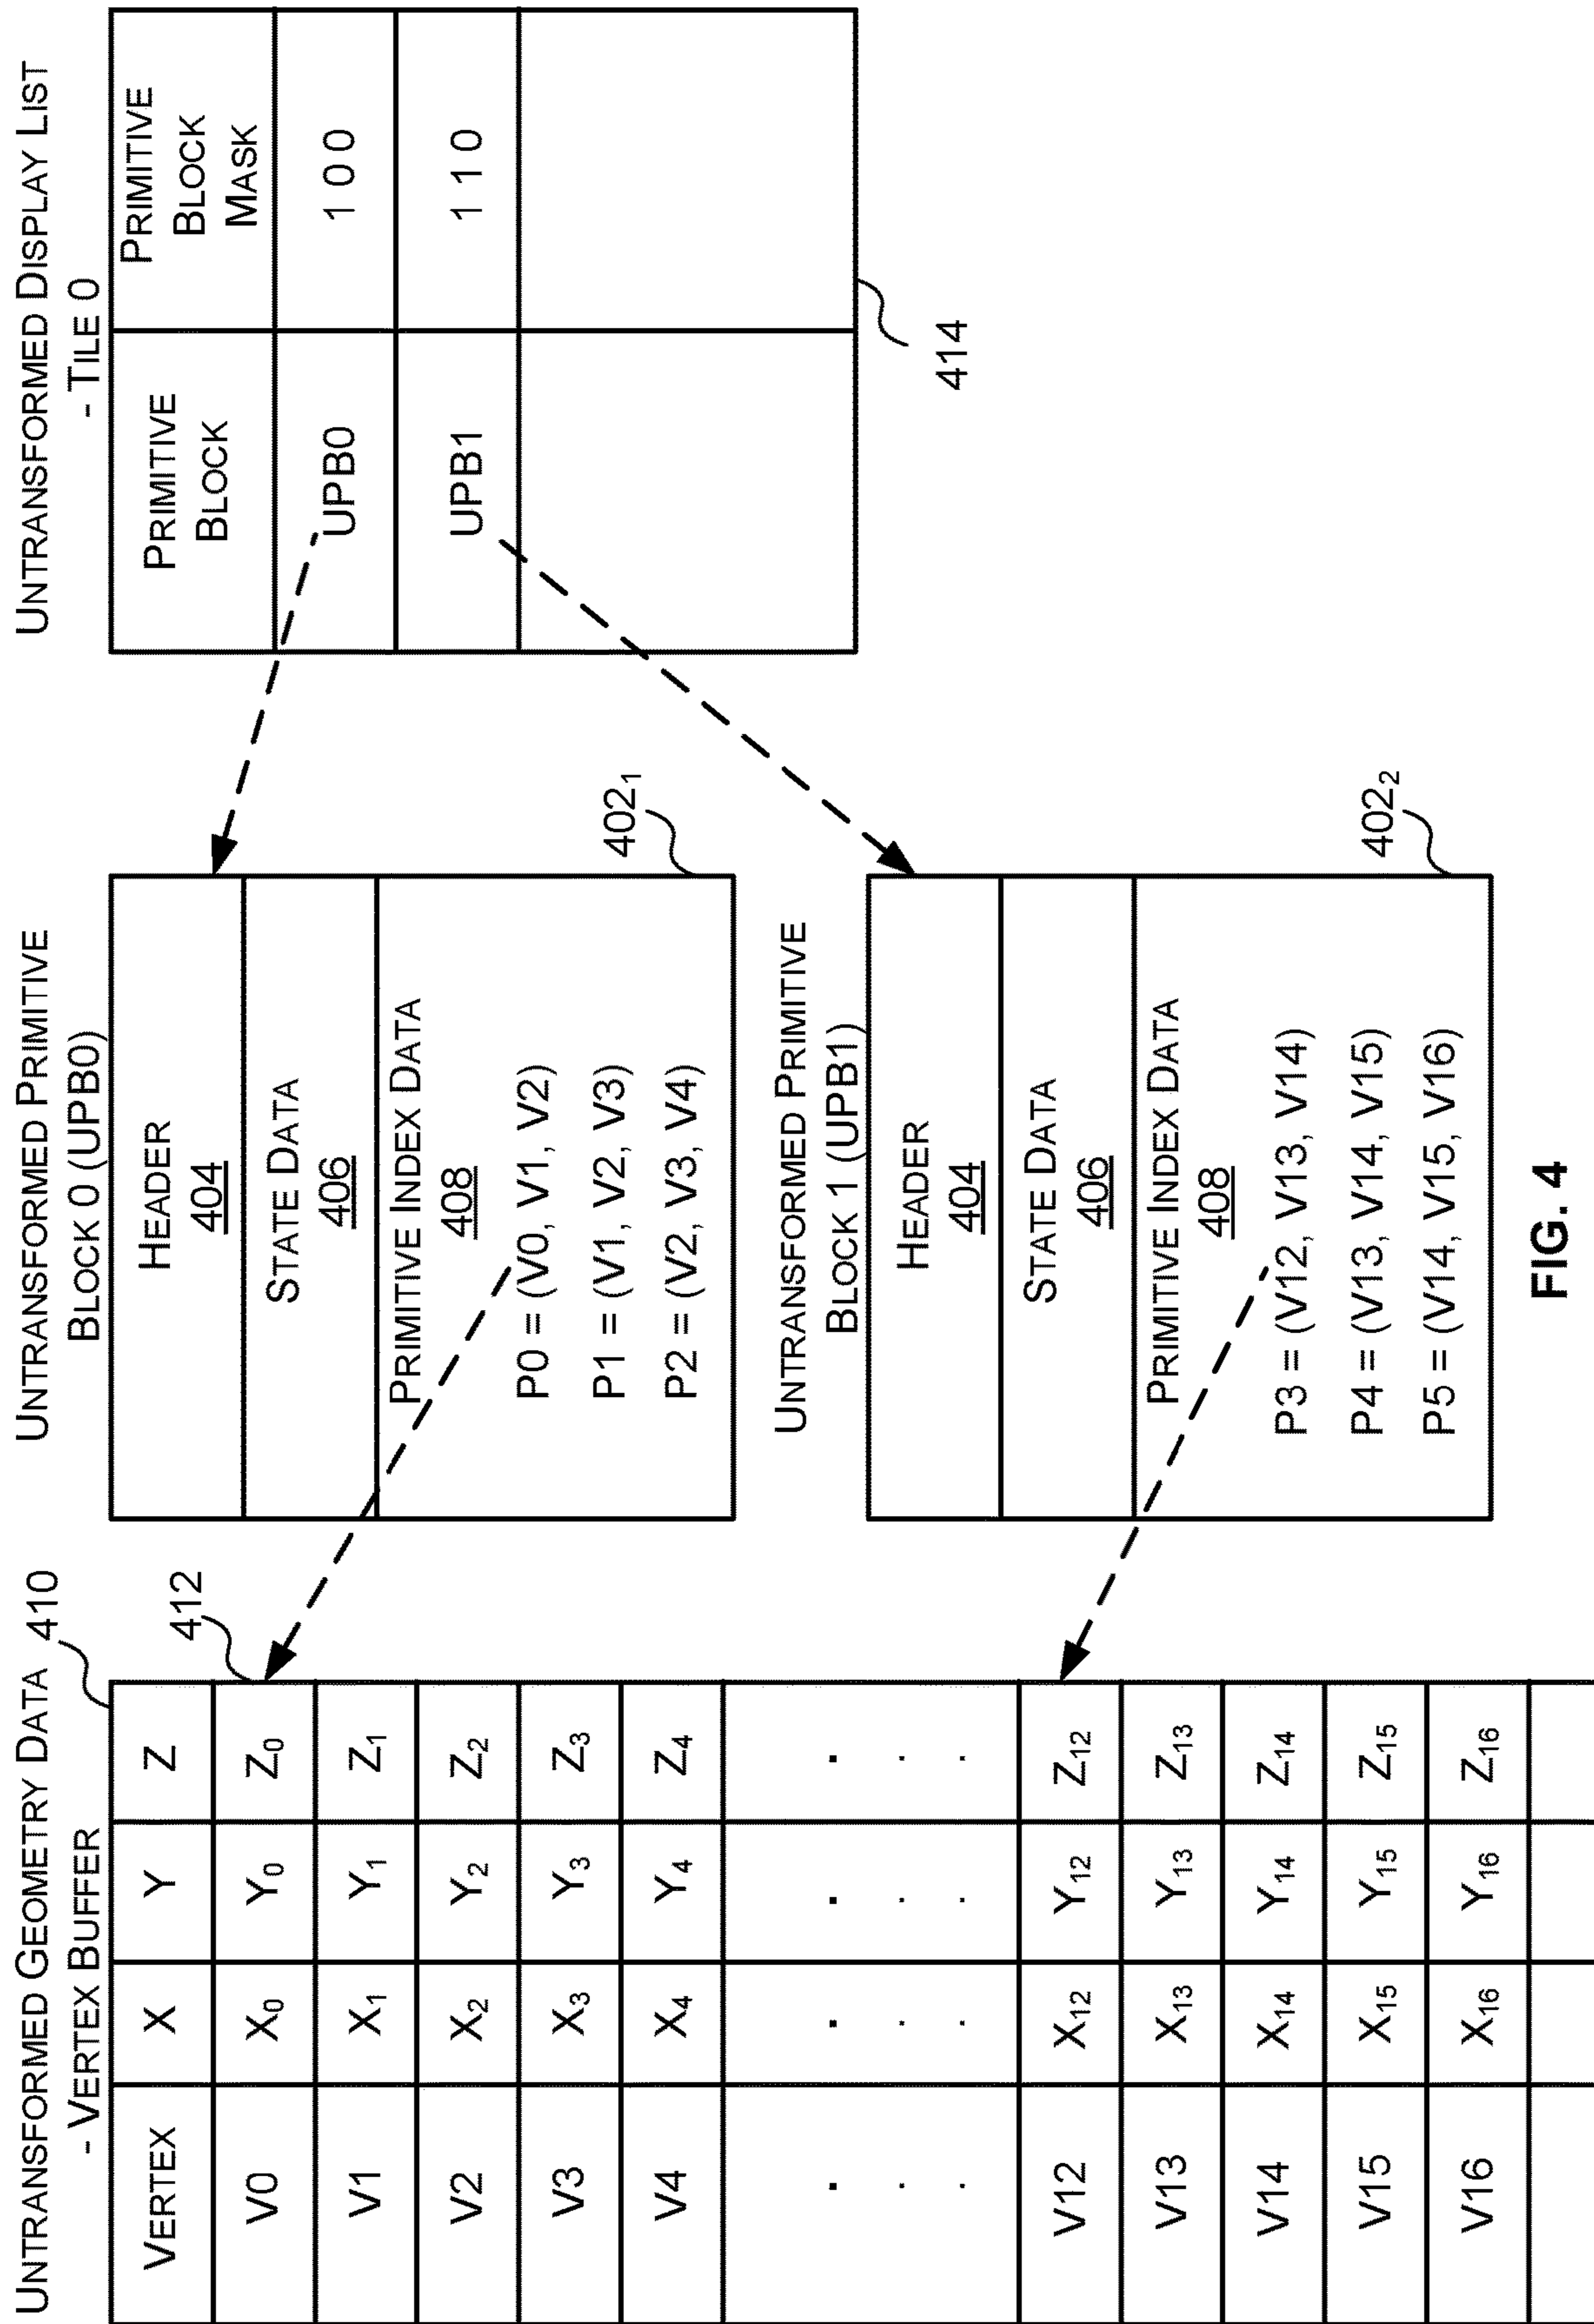 UNTRANSFORMED GEOMETRY DATA 410
- VERTEX BUFFER
VERTEX X Y Z
412
V0 X0 Y0 Z0
V1 X1 Y1 Z1
V2 X2 Y2 Z2
V3 X3 Y3 Z3
V4 X4 Y4 Z4
. . . .
. . . .
. . . .
V12 X12 Y12 Z12
V13 X13 Y13 Z13
V14 X14 Y14 Z14
V15 X15 Y15 Z15
V16 X16 Y16 Z16
UNTRANSFORMED PRIMITIVE
BLOCK 0 (UPB0)
HEADER
404
STATE DATA
406
PRIMITIVE INDEX DATA
408
P0 = (V0, V1, V2)
P1 = (V1, V2, V3)
P2 = (V2, V3, V4)
4021
UNTRANSFORMED PRIMITIVE
BLOCK 1 (UPB1)
HEADER
404
STATE DATA
406
PRIMITIVE INDEX DATA
408
P3 = (V12, V13, V14)
P4 = (V13, V14, V15)
P5 = (V14, V15, V16)
4022
UNTRANSFORMED DISPLAY LIST
- TILE 0
PRIMITIVE
BLOCK
PRIMITIVE
BLOCK
MASK
UPB0 1 0 0
UPB1 1 1 0
414
FIG. 4